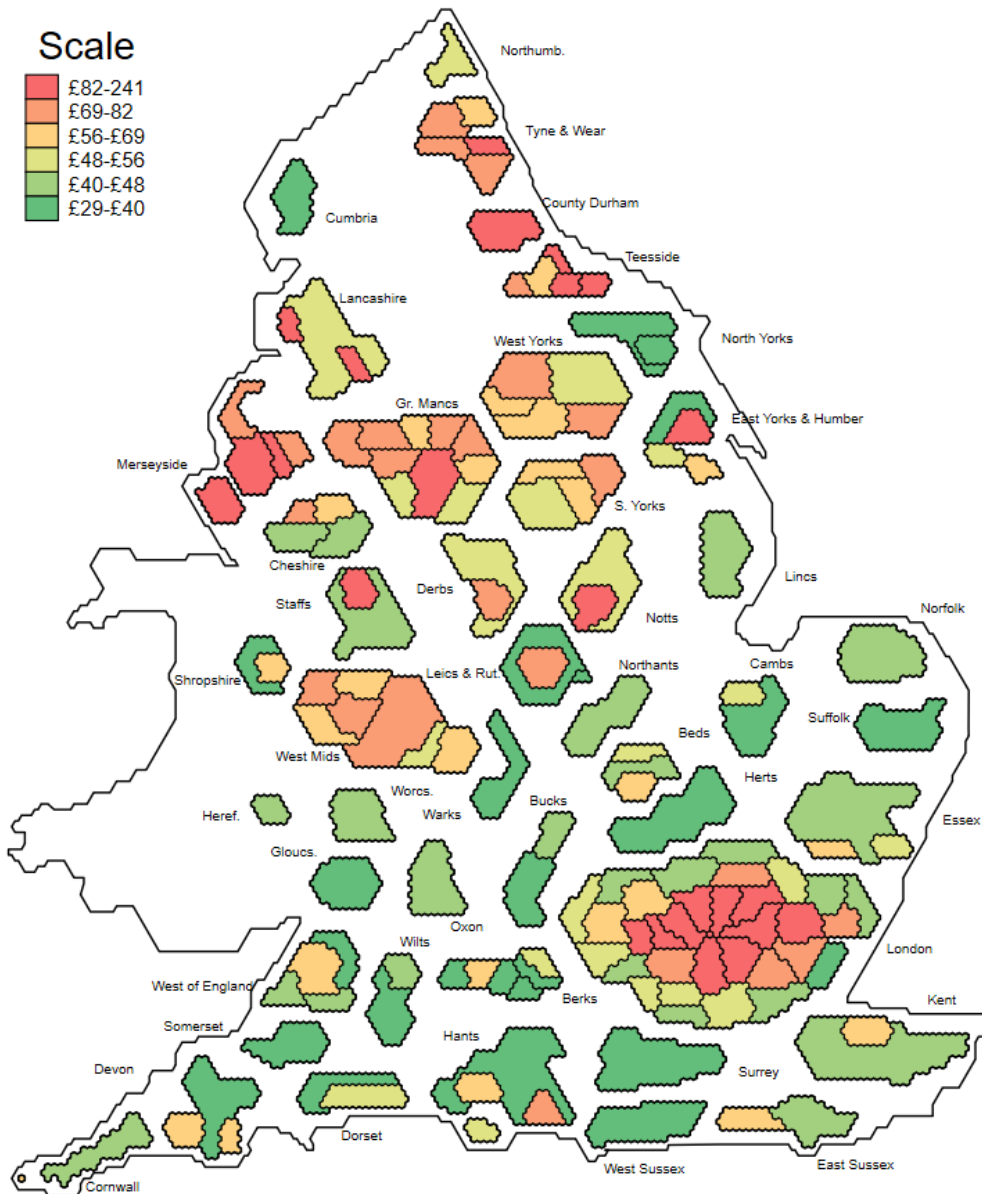 Scale
£82-241
£69-82
£56-£69
£48-£56
£40-£48
£29-£40
Northumb.
Tyne & Wear
County Durham
Cumbria
Teesside
Lancashire
North Yorks
West Yorks
Gr. Mancs
East Yorks & Humber
Merseyside
S. Yorks
Cheshire
Lincs
Derbs
Staffs
Notts
Norfolk
Northants
Cambs
Leics & Rut.
Shropshire
Suffolk
Beds
West Mids
Herts
Worcs.
Bucks
Heref.
Warks
Essex
Gloucs.
Oxon
Wilts
London
West of England
Berks
Kent
Somerset
Hants
Devon
Surrey
Dorset
West Sussex
East Sussex
Cornwall